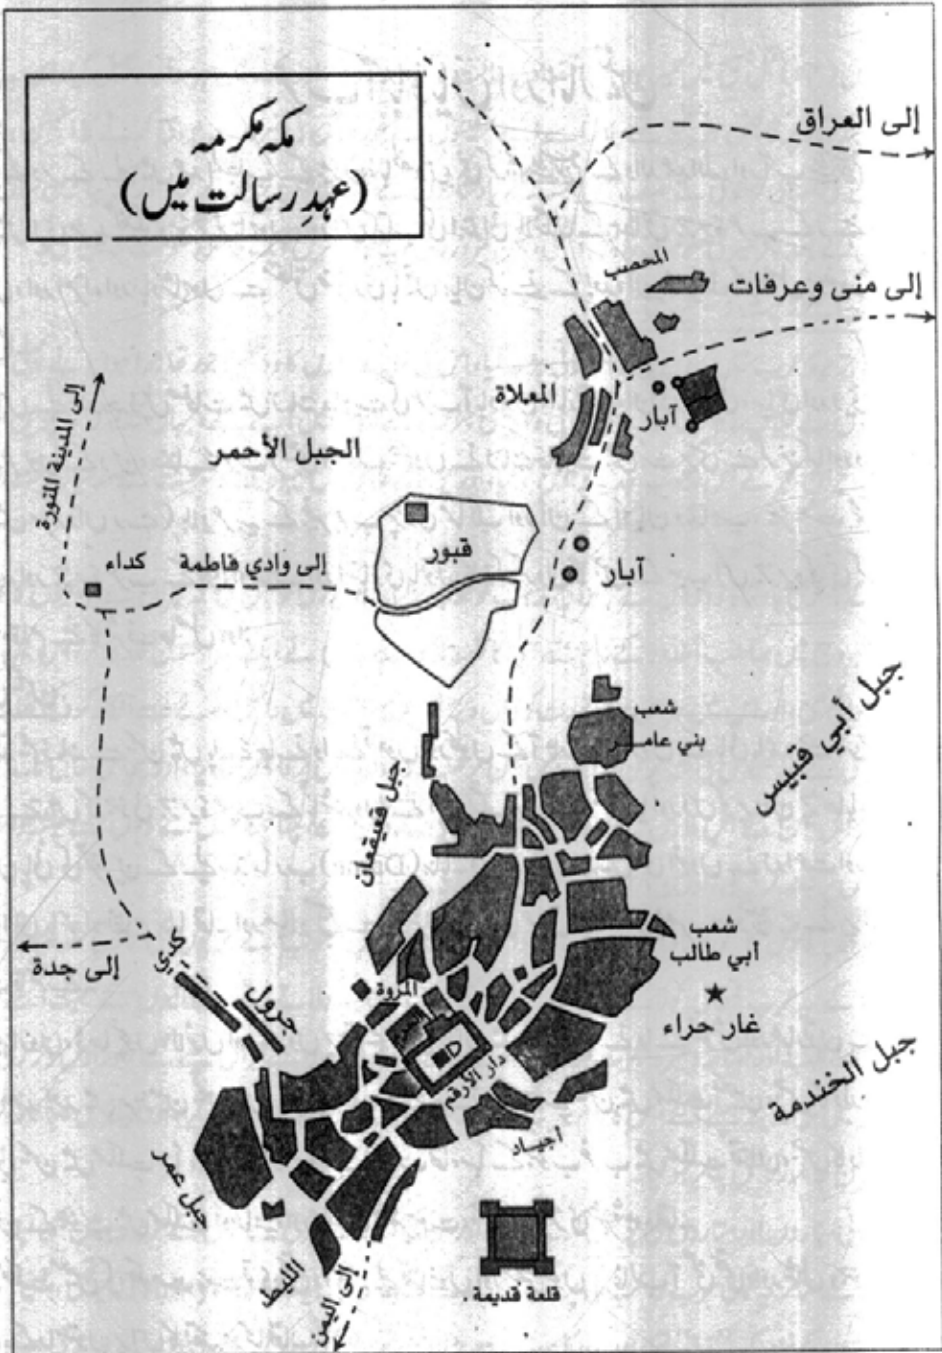 مکہ مکرمہ
(عہدِ رسالت میں)
إلى العراق
المحصب
إلى منى وعرفات
المعلاة
آبار
إلى المدينة المنورة
الجبل الأحمر
قبور
كداء
إلى وادي فاطمة
آبار
جبل أبي قبيس
شعب
بني عامر
جبل قعيقعان
شعب
أبي طالب
غار حراء
إلى جدة
كدي
جرول
المروة
دار الأرقم
جبل الخندمة
أجياد
جبل عمر
الليط
إلى اليمن
قلعة قديمة